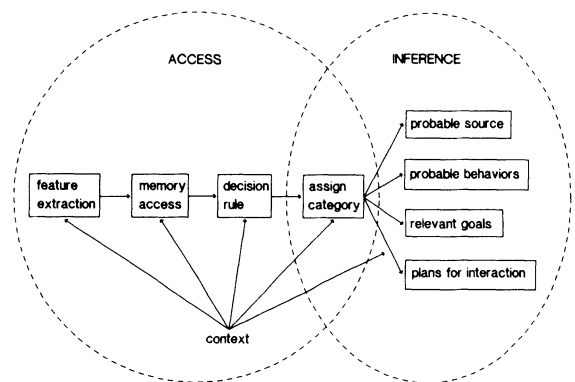 ACCESS
INFERENCE
feature
extraction
memory
access
decision
rule
assign
category
probable source
probable behaviors
relevant goals
plans for interaction
context